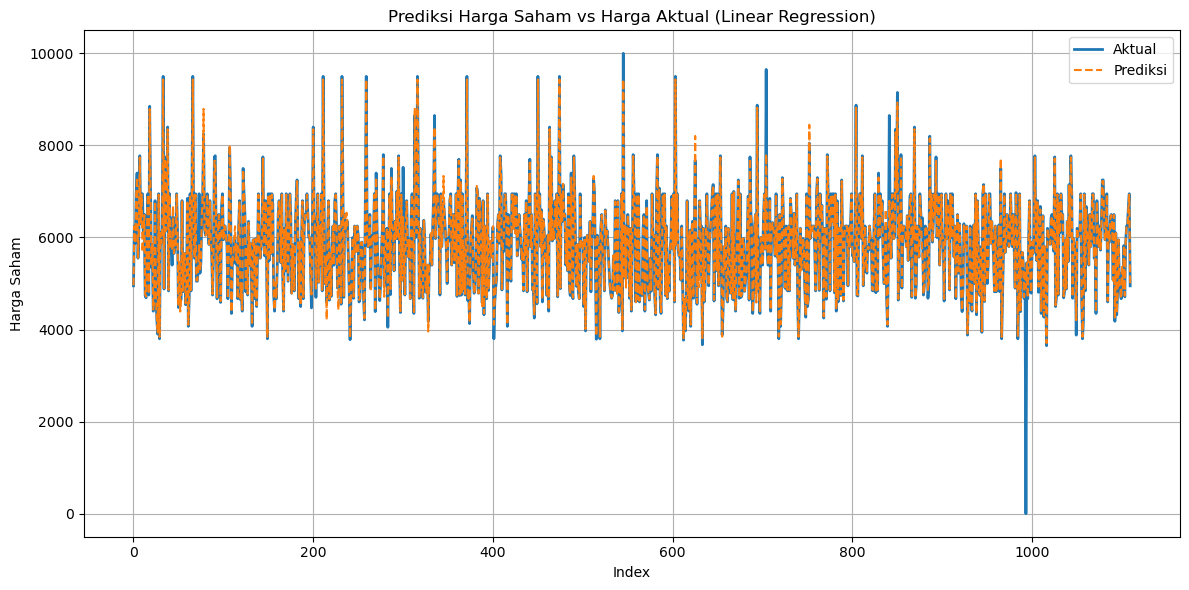 Prediksi Harga Saham vs Harga Aktual (Linear Regression)
Aktual
Prediksi
Harga Saham
10000
8000
6000
4000
2000
0
0 200 400 600 800 1000
Index